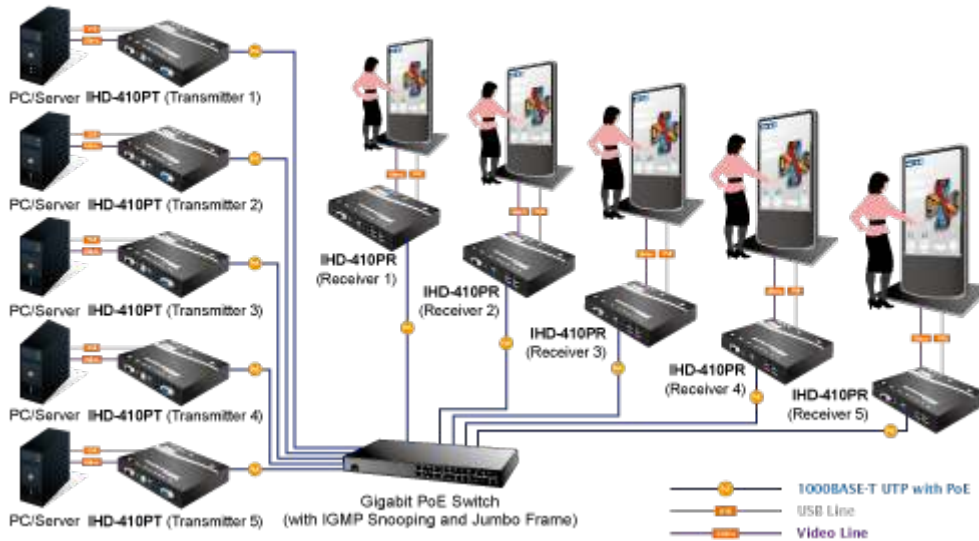 PC/Server IHD-410PT (Transmitter 1)
PC/Server IHD-410PT (Transmitter 2)
PC/Server IHD-410PT (Transmitter 3)
PC/Server IHD-410PT (Transmitter 4)
PC/Server IHD-410PT (Transmitter 5)
IHD-410PR
(Receiver 1)
IHD-410PR
(Receiver 2)
IHD-410PR
(Receiver 3)
IHD-410PR
(Receiver 4)
IHD-410PR
(Receiver 5)
Gigabit PoE Switch
(with IGMP Snooping and Jumbo Frame)
1000BASE-T UTP with PoE
USB Line
Video Line